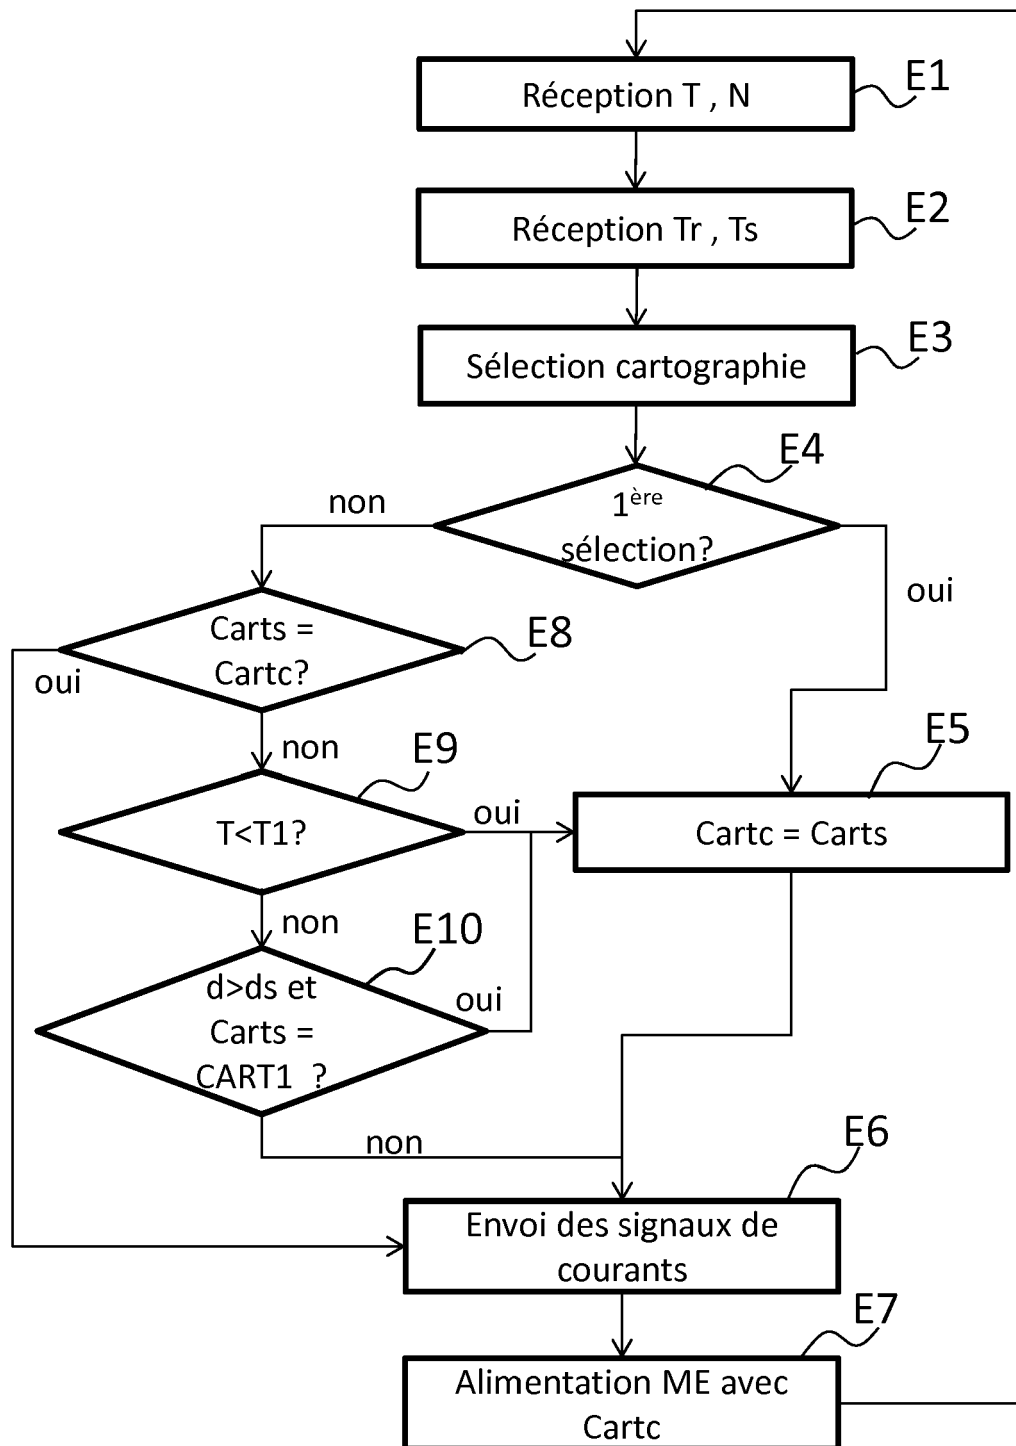 Réception T , N
E1
Réception Tr , Ts
E2
Sélection cartographie
E3
E4
1ère
sélection?
non
oui
Carts =
Cartc?
E8
oui
non
E9
T<T1?
oui
E5
Cartc = Carts
non
E10
d>ds et
Carts =
CART1 ?
oui
non
E6
Envoi des signaux de
courants
E7
Alimentation ME avec
Cartc